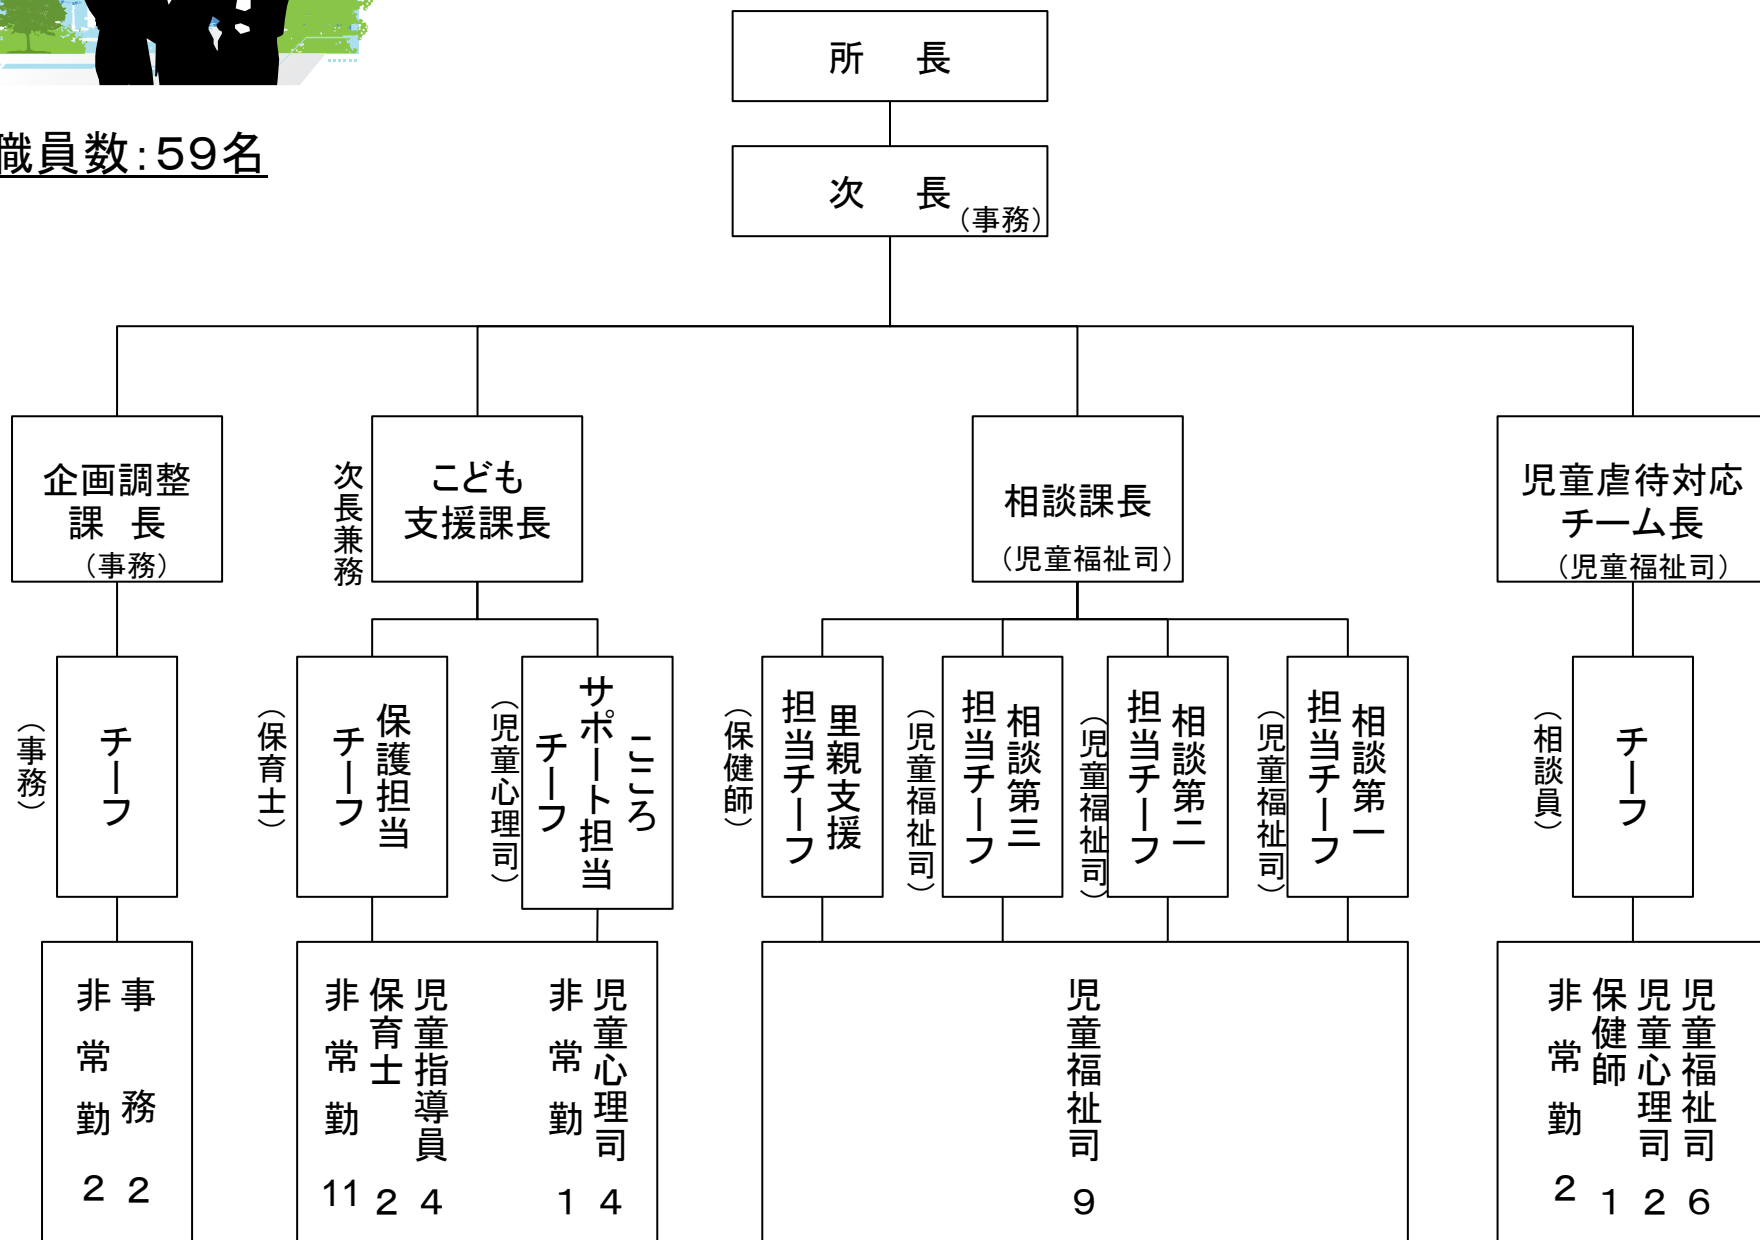 職員数:59名
所　長
次　長
（事務）
企画調整
課　長
（事務）
次長兼務
こども
支援課長
相談課長
（児童福祉司）
児童虐待対応
チーム長
（児童福祉司）
（事務）
チーフ
（保育士）
保護担当
チーフ
（児童心理司）
こころ
サポート担当
チーフ
（保健師）
里親支援
担当チーフ
（児童福祉司）
相談第三
担当チーフ
（児童福祉司）
相談第二
担当チーフ
（児童福祉司）
相談第一
担当チーフ
（相談員）
チーフ
事　務　2
非常勤　2
児童指導員　4
保育士　2
非常勤　11
児童心理司　4
非常勤　1
児童福祉司　9
児童福祉司　6
児童心理司　2
保健師　1
非常勤　2